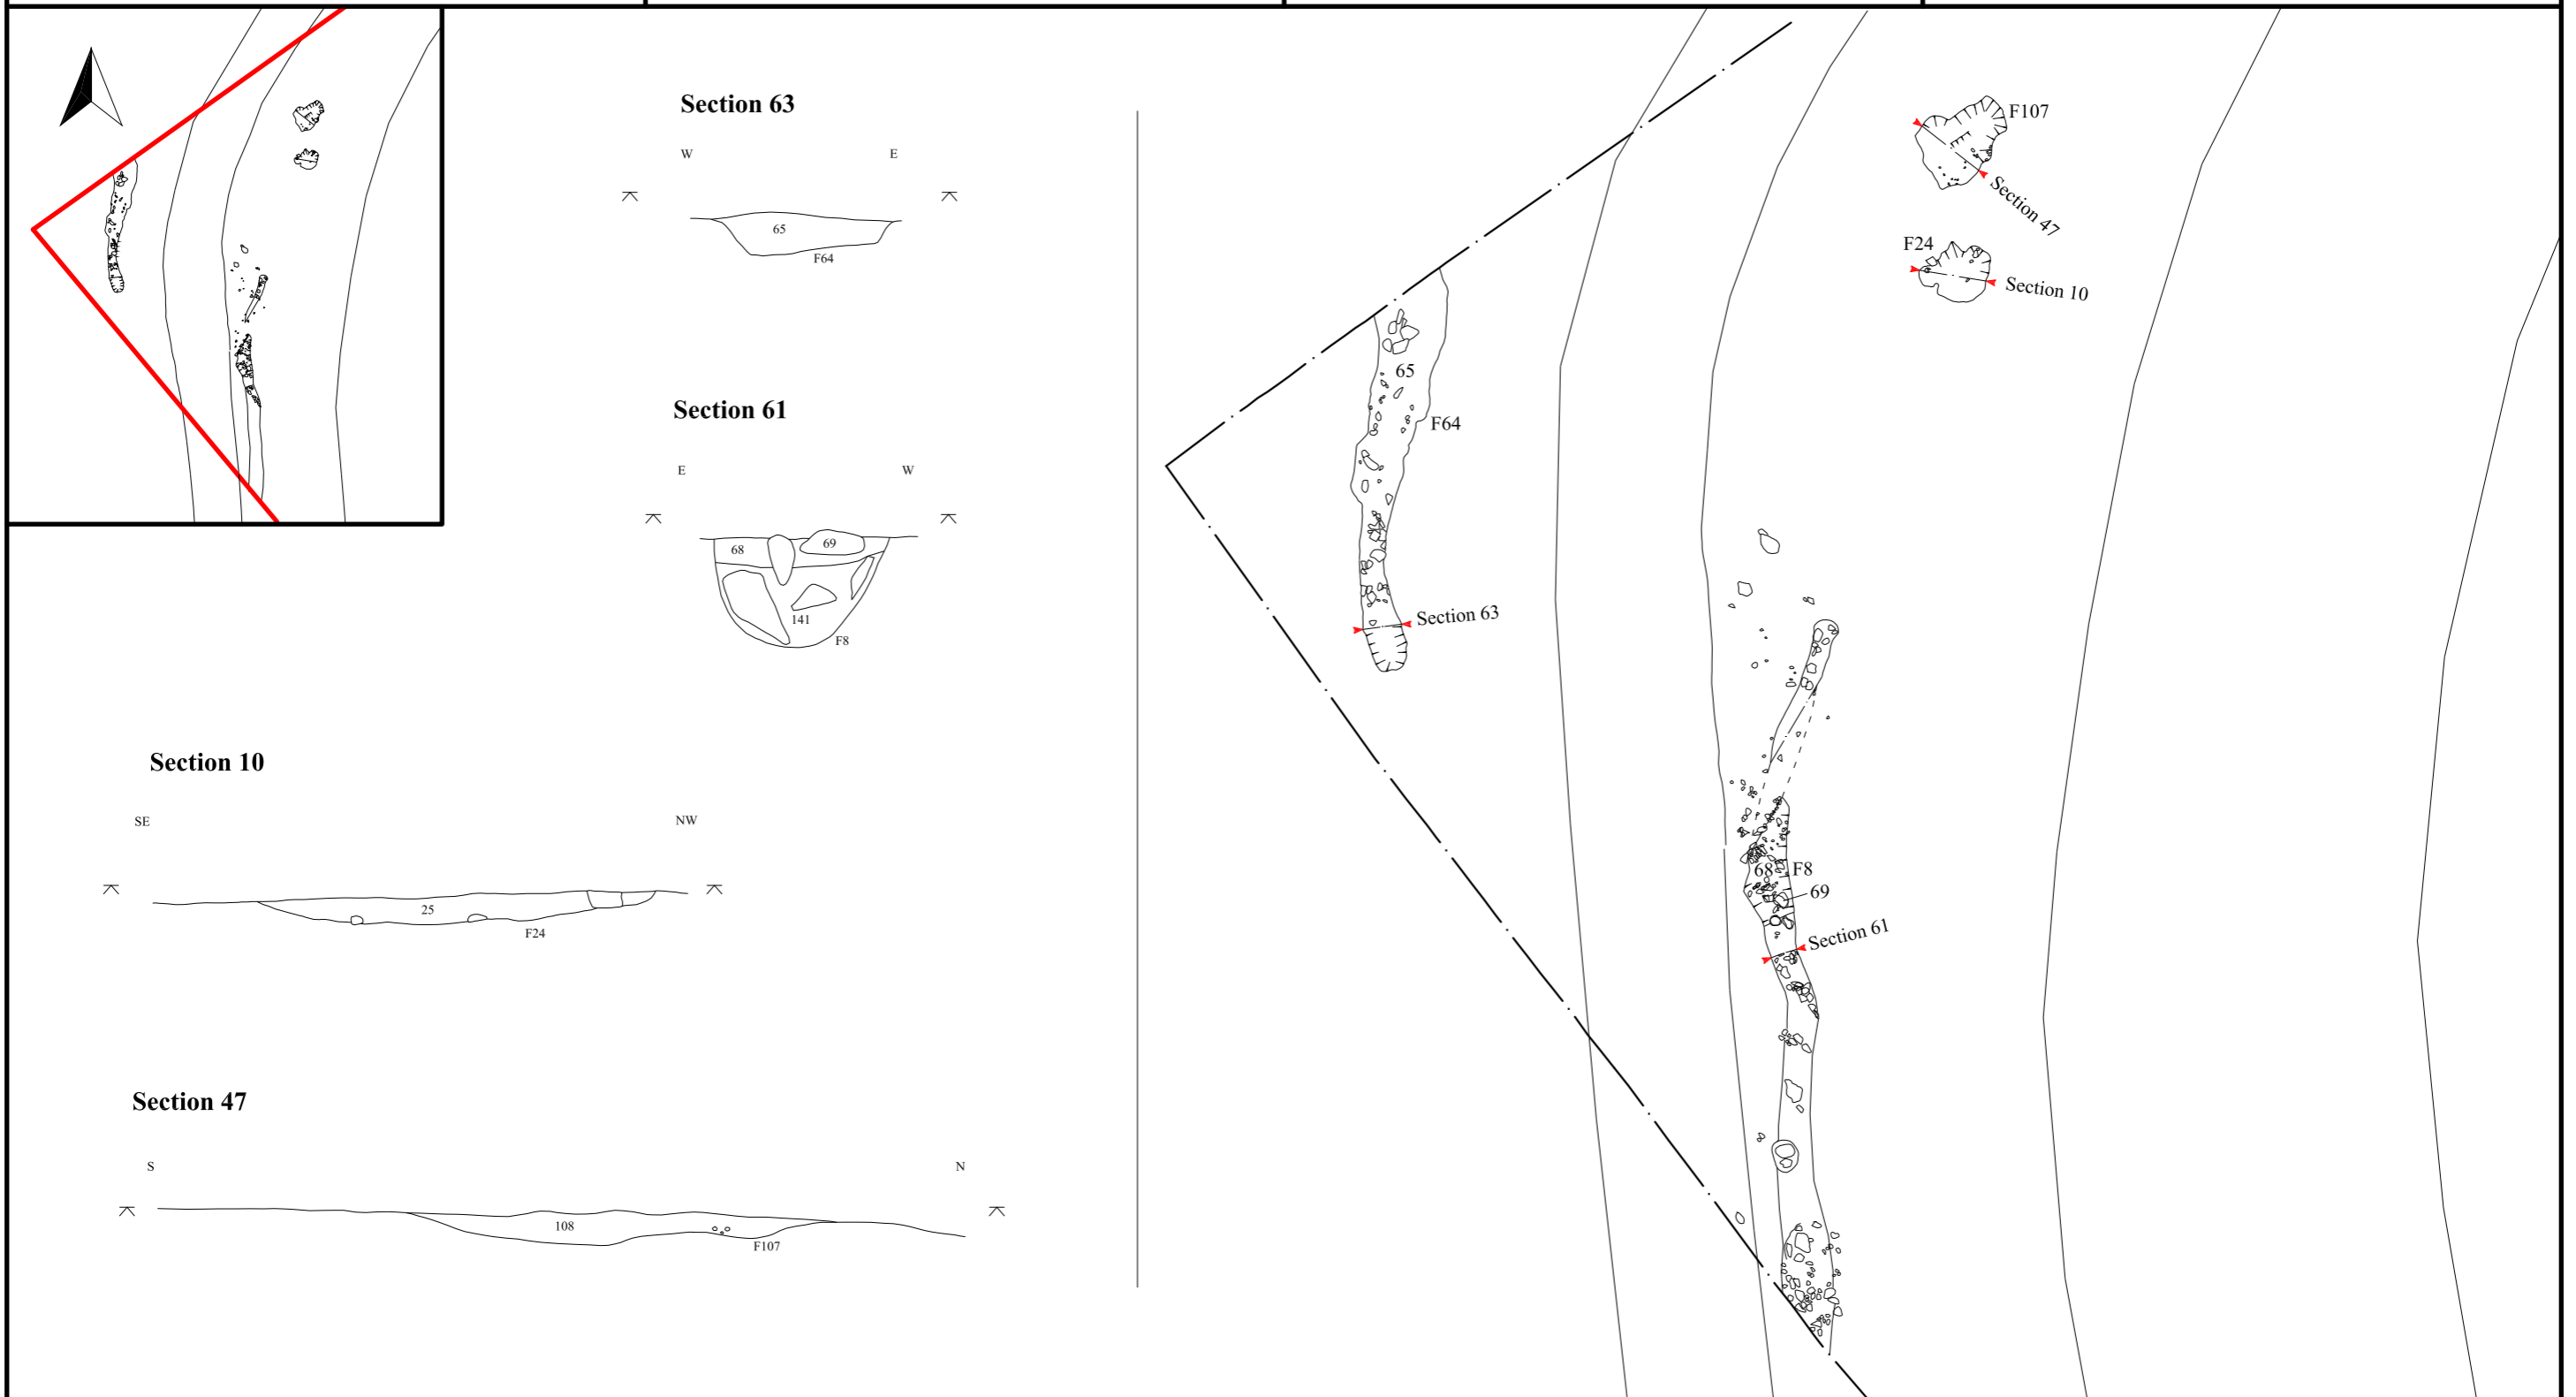 Section 63
W E
65
F64
Section 61
E W
68 69
141
F8
Section 10
SE NW
25
F24
Section 47
S N
108
F107
F107
Section 47
F24
Section 10
65
F64
Section 63
68 F8
69
Section 61